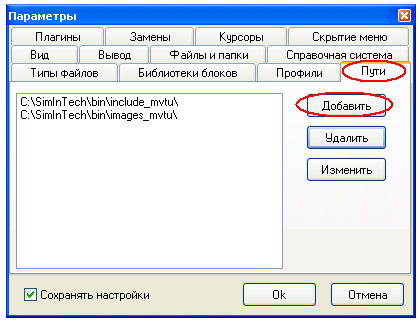 Параметры
Плагины Замены Курсоры Скрытие меню
Вид Вывод Файлы и папки Справочная система
Типы файлов Библиотеки блоков Профили Пути
C:\SimInTech\bin\include_mvtu\
C:\SimInTech\bin\images_mvtu\
Добавить
Удалить
Изменить
Сохранять настройки Ok Отмена